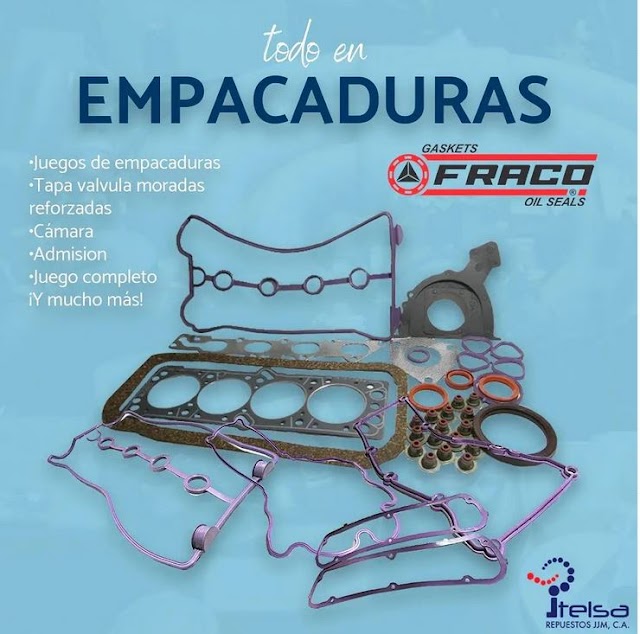 todo en
EMPACADURAS
•Juegos de empacaduras
•Tapa valvula moradas
reforzadas
•Cámara
•Admision
•Juego completo
¡Y mucho más!
GASKETS
FRACO
®
OIL SEALS
Jtelsa
REPUESTOS JJM, C.A.